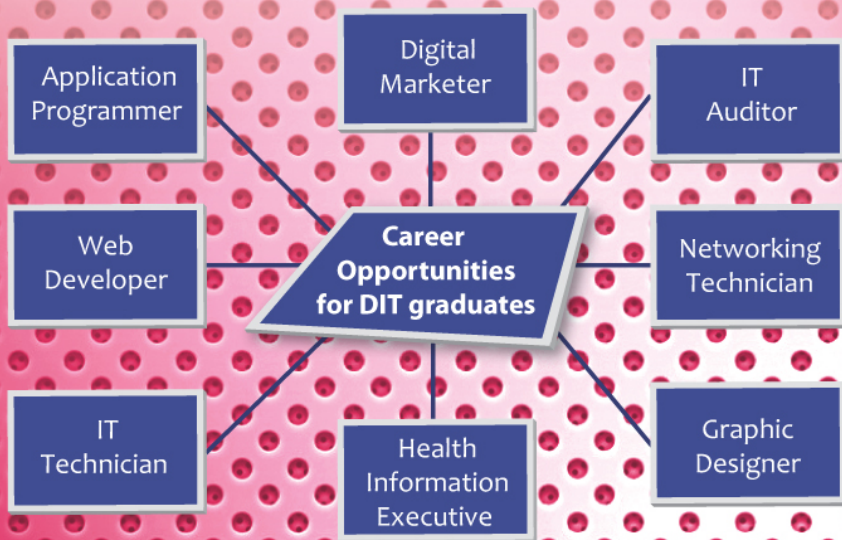 Application
Programmer
Digital
Marketer
IT
Auditor
Web
Developer
Career
Opportunities
for DIT graduates
Networking
Technician
IT
Technician
Health
Information
Executive
Graphic
Designer